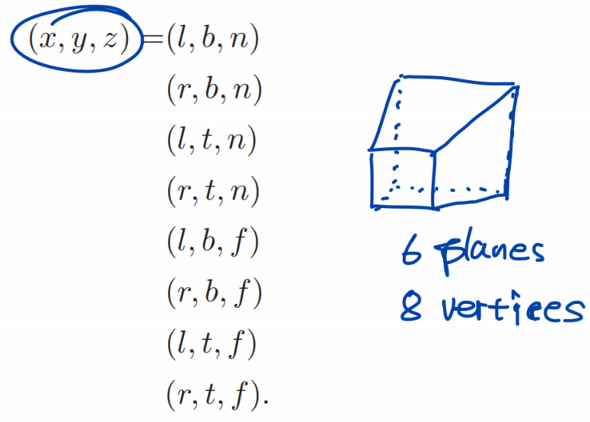 (x, y, z) = (l, b, n)
(r, b, n)
(l, t, n)
(r, t, n)
(l, b, f)
(r, b, f)
(l, t, f)
(r, t, f).
6 planes
8 vertices